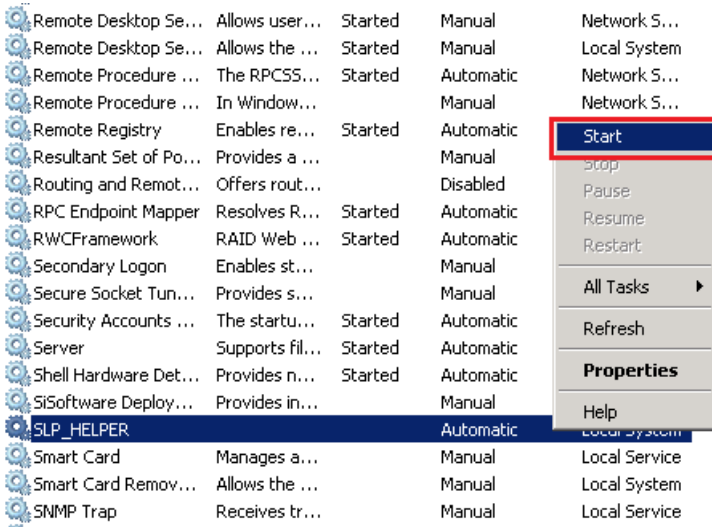 Remote Desktop Se... Allows user... Started Manual Network S...
Remote Desktop Se... Allows the ... Started Manual Local System
Remote Procedure ... The RPCSS... Started Automatic Network S...
Remote Procedure ... In Window... Manual Network S...
Remote Registry Enables re... Started Automatic
Resultant Set of Po... Provides a ... Manual
Routing and Remot... Offers rout... Disabled
RPC Endpoint Mapper Resolves R... Started Automatic
RWCFramework RAID Web ... Started Automatic
Secondary Logon Enables st... Manual
Secure Socket Tun... Provides s... Manual
Security Accounts ... The startu... Started Automatic
Server Supports fil... Started Automatic
Shell Hardware Det... Provides n... Started Automatic
SiSoftware Deploy... Provides in... Manual
SLP_HELPER Automatic Local System
Smart Card Manages a... Manual Local Service
Smart Card Remov... Allows the ... Manual Local System
SNMP Trap Receives tr... Manual Local Service
Start
Stop
Pause
Resume
Restart
All Tasks
Refresh
Properties
Help